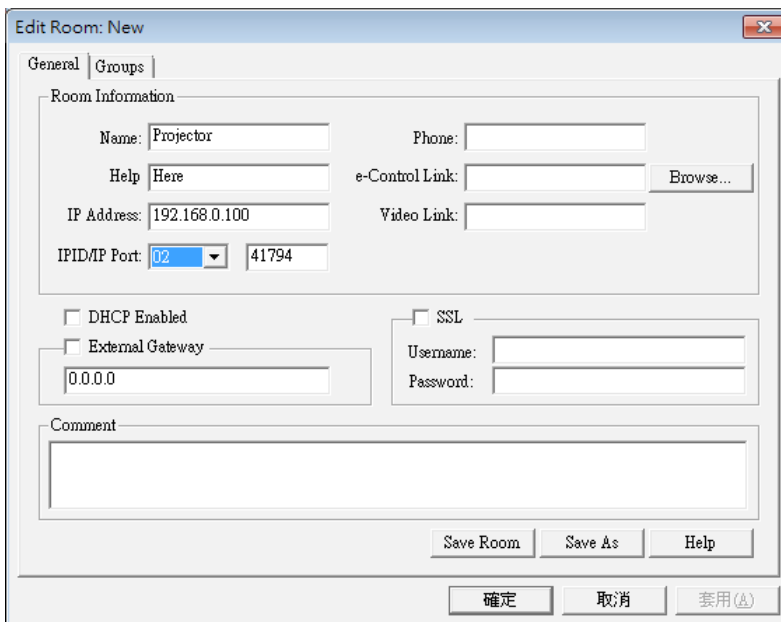 Edit Room: New
General Groups
Room Information
Name: Projector Phone:
Help Here e-Control Link: Browse...
IP Address: 192.168.0.100 Video Link:
IPID/IP Port: 02 41794
DHCP Enabled SSL
External Gateway Username:
0.0.0.0 Password:
Comment
Save Room Save As Help
確定 取消 套用(A)